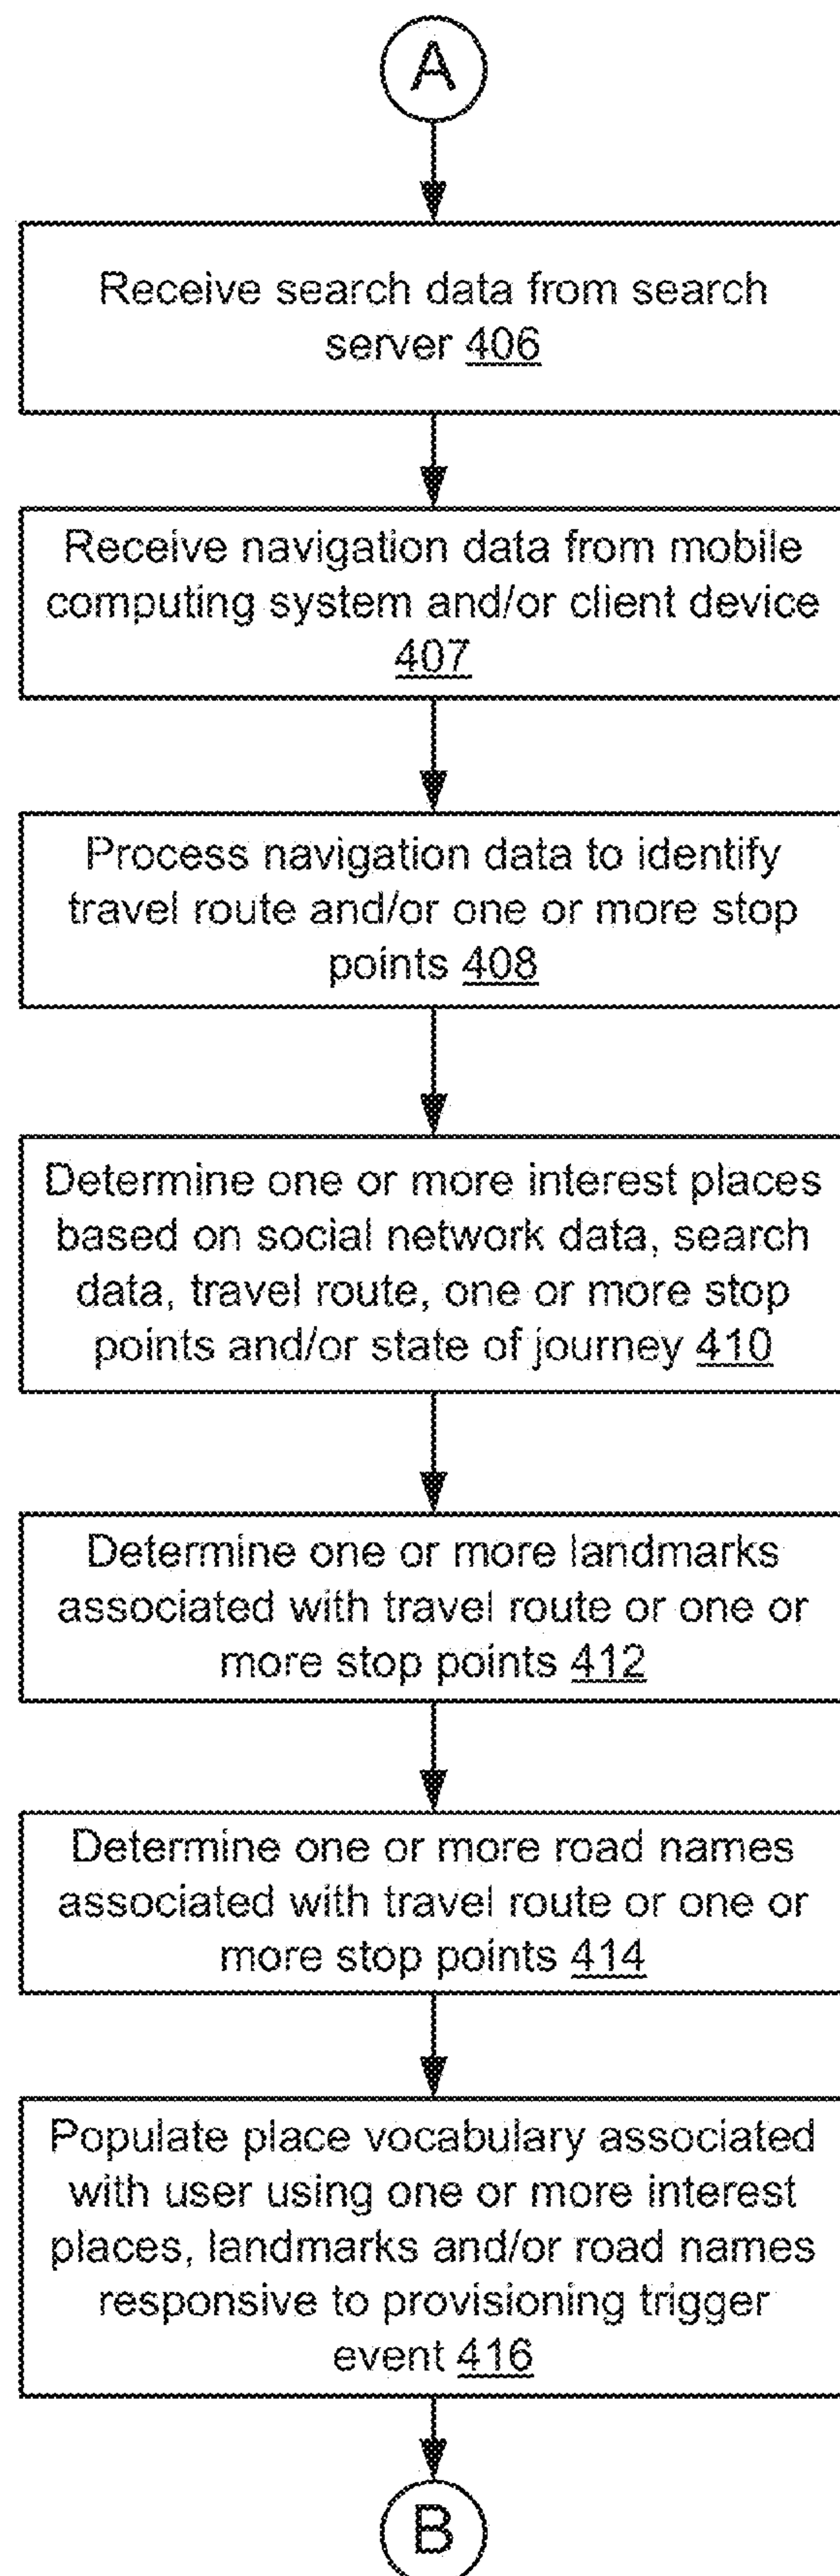 A
Receive search data from search
server 406
Receive navigation data from mobile
computing system and/or client device
407
Process navigation data to identify
travel route and/or one or more stop
points 408
Determine one or more interest places
based on social network data, search
data, travel route, one or more stop
points and/or state of journey 410
Determine one or more landmarks
associated with travel route or one or
more stop points 412
Determine one or more road names
associated with travel route or one or
more stop points 414
Populate place vocabulary associated
with user using one or more interest
places, landmarks and/or road names
responsive to provisioning trigger
event 416
B